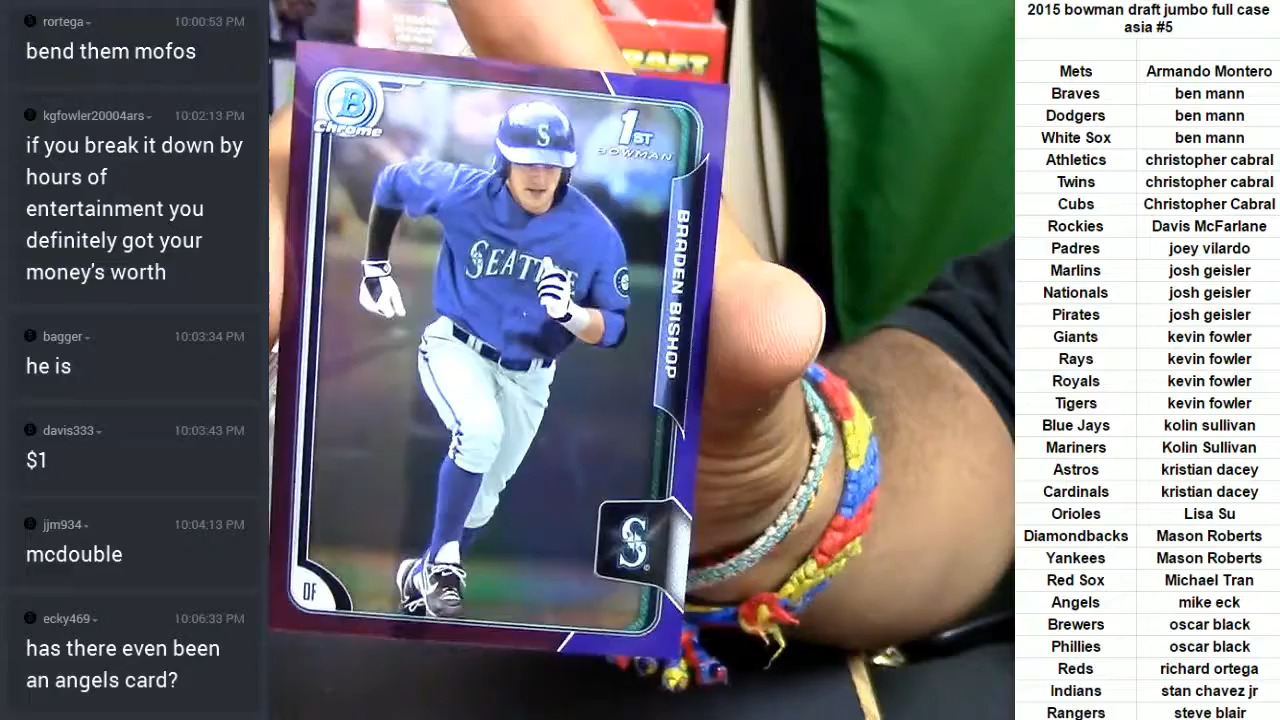 rortega 10:00:53 PM
bend them mofos
kgfowler20004ars 10:02:13 PM
if you break it down by
hours of
entertainment you
definitely got your
money's worth
bagger 10:03:34 PM
he is
davis333 10:03:43 PM
$1
jjm934 10:04:13 PM
mcdouble
ecky469 10:06:33 PM
has there even been
an angels card?
RAFT
B
Chrome
1ST
BOWMAN
S
SEATTLE
BRADEN BISHOP
S
OF
2015 bowman draft jumbo full case
asia #5
Mets Armando Montero
Braves ben mann
Dodgers ben mann
White Sox ben mann
Athletics christopher cabral
Twins christopher cabral
Cubs Christopher Cabral
Rockies Davis McFarlane
Padres joey vilardo
Marlins josh geisler
Nationals josh geisler
Pirates josh geisler
Giants kevin fowler
Rays kevin fowler
Royals kevin fowler
Tigers kevin fowler
Blue Jays kolin sullivan
Mariners Kolin Sullivan
Astros kristian dacey
Cardinals kristian dacey
Orioles Lisa Su
Diamondbacks Mason Roberts
Yankees Mason Roberts
Red Sox Michael Tran
Angels mike eck
Brewers oscar black
Phillies oscar black
Reds richard ortega
Indians stan chavez jr
Rangers steve blair